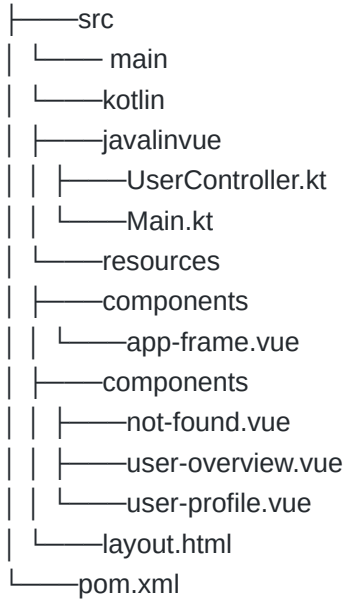 ├───src
│ └─── main
│ └───kotlin
│ ├───javalinvue
│ │ ├───UserController.kt
│ │ └───Main.kt
│ └───resources
│ ├───components
│ │ └───app-frame.vue
│ ├───components
│ │ ├───not-found.vue
│ │ ├───user-overview.vue
│ │ └───user-profile.vue
│ └───layout.html
└───pom.xml